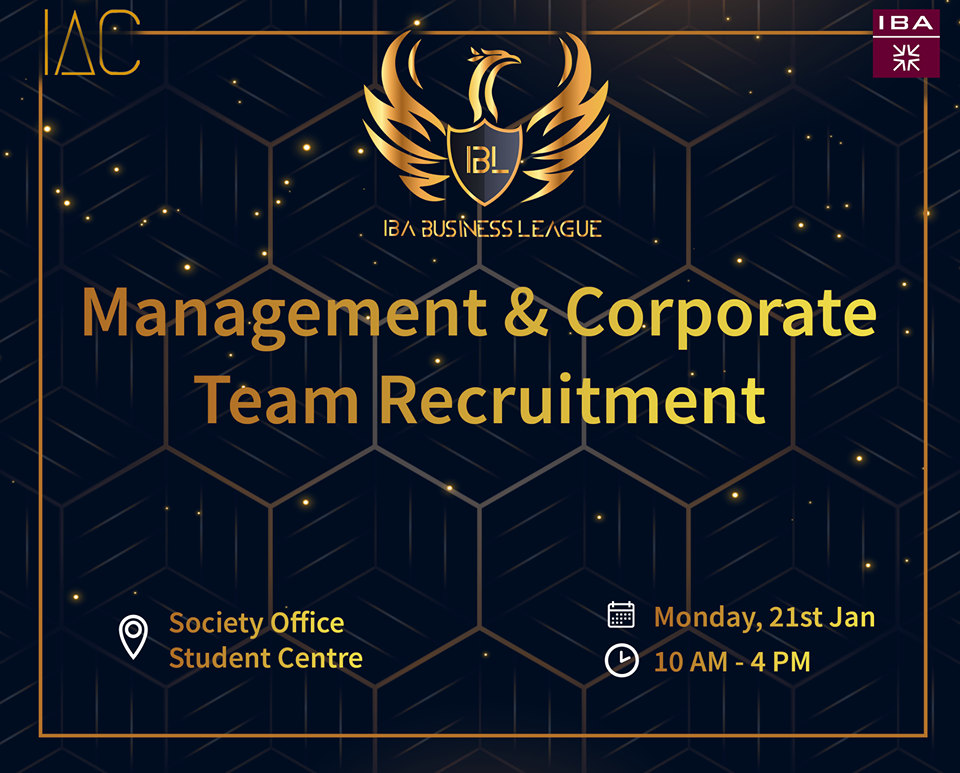 IAC
IBA
IBL
IBA BUSINESS LEAGUE
Management & Corporate
Team Recruitment
Society Office
Student Centre
Monday, 21st Jan
10 AM - 4 PM